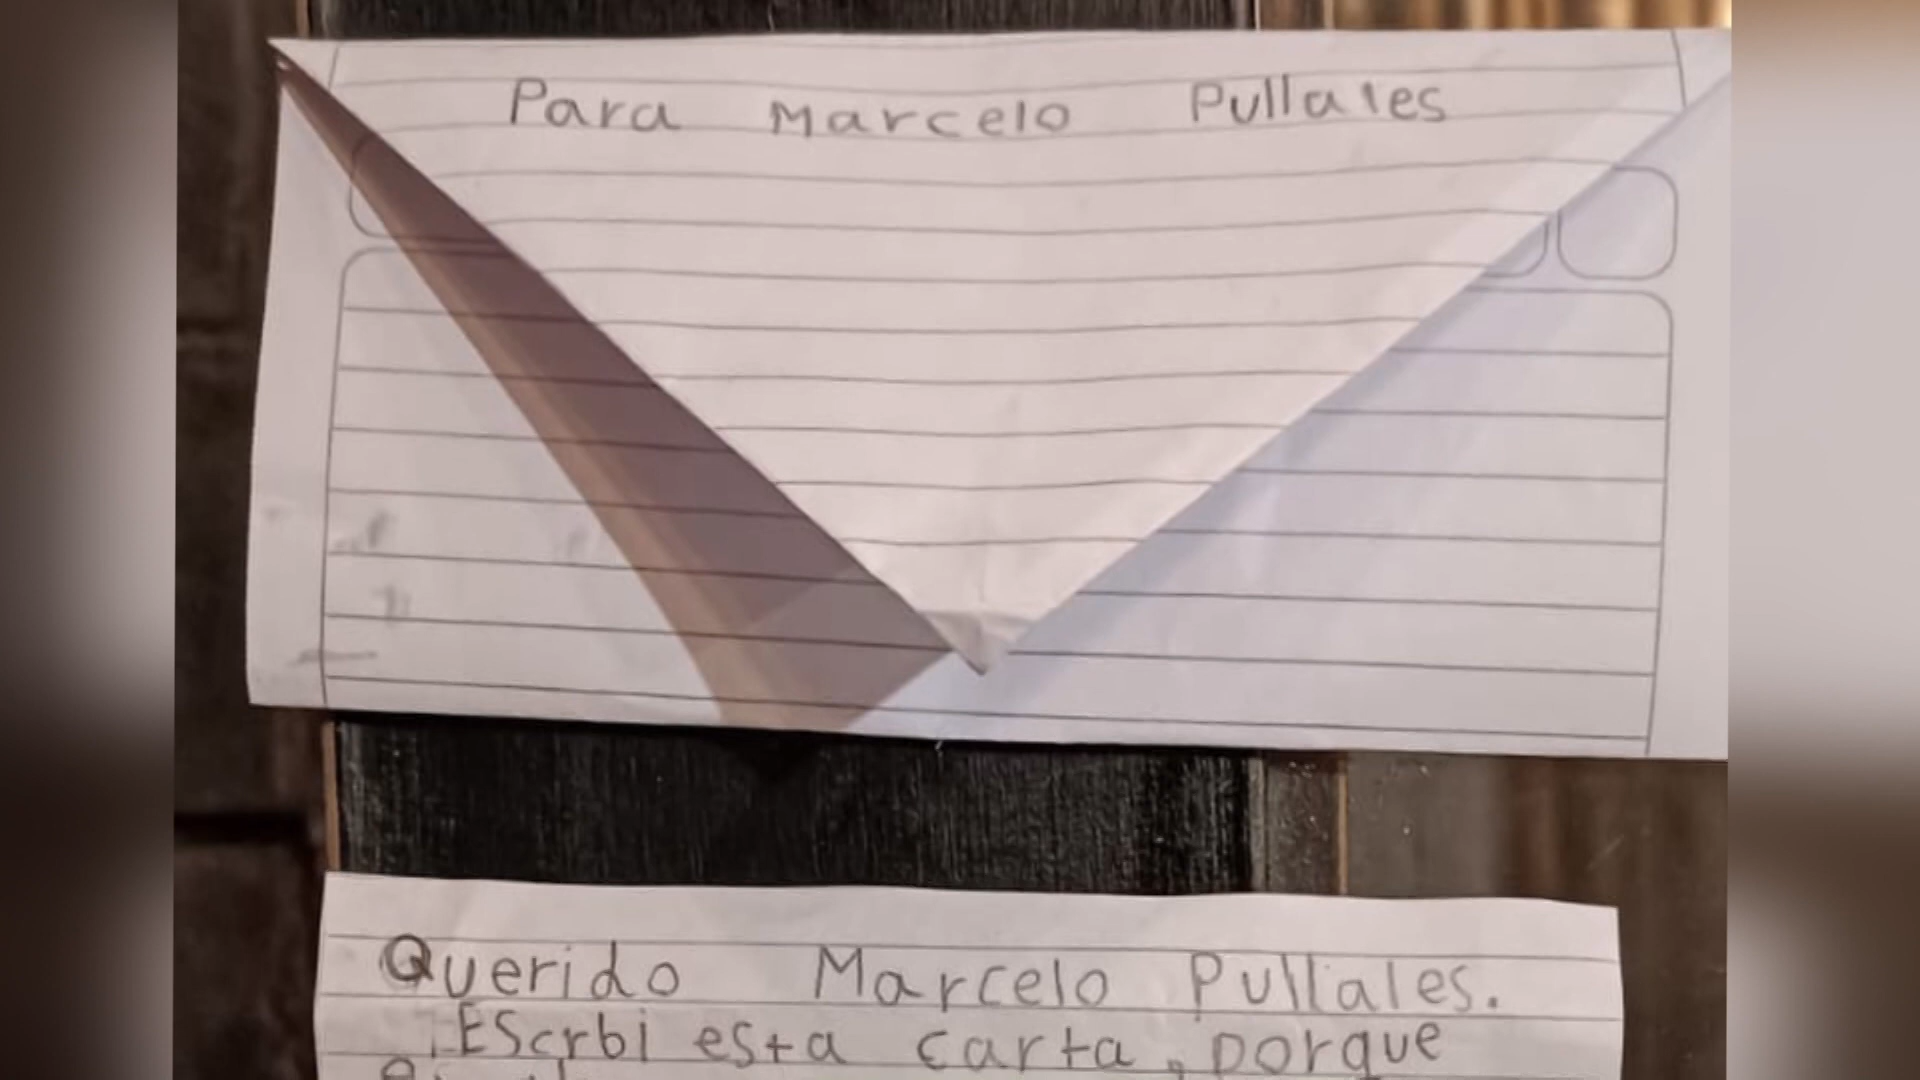 Para Marcelo Pullales
Querido Marcelo Pullales.
Escrbi esta carta, porque